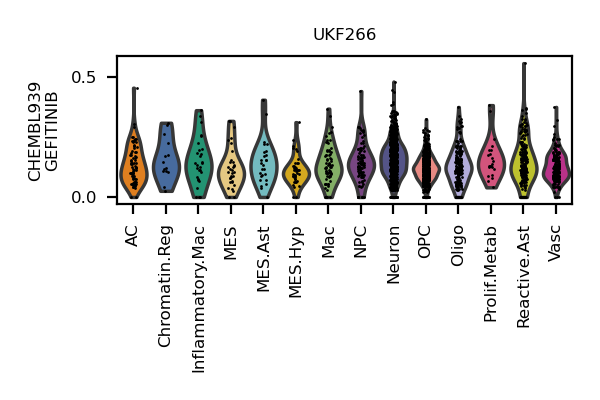 UKF266
CHEMBL939
GEFITINIB
0.5
0.0
AC
Chromatin.Reg
Inflammatory.Mac
MES
MES.Ast
MES.Hyp
Mac
NPC
Neuron
OPC
Oligo
Prolif.Metab
Reactive.Ast
Vasc